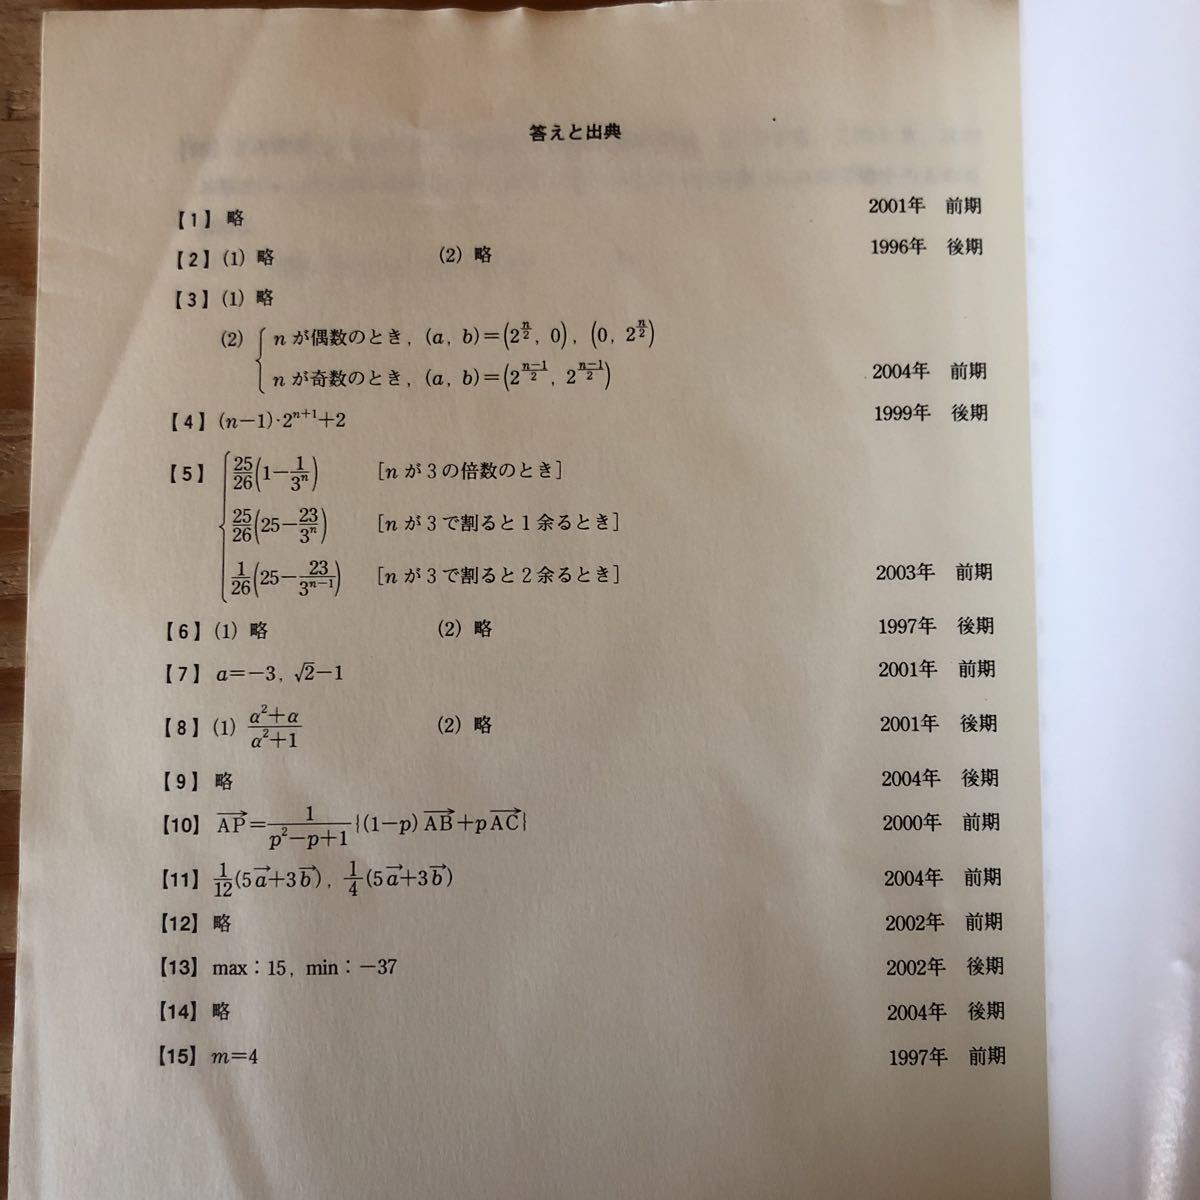 答えと出典
【1】略 2001年 前期
【2】(1) 略 (2) 略 1996年 後期
【3】(1) 略
(2) { n が偶数のとき, (a, b)=(2^{n/2}, 0), (0, 2^{n/2})
n が奇数のとき, (a, b)=(2^{(n−1)/2}, 2^{(n−1)/2}) 2004年 前期
【4】(n−1)·2^{n+1}+2 1999年 後期
【5】{ 25/26(1−1/3^n) [n が3の倍数のとき]
25/26(25−23/3^n) [n が3で割ると1余るとき]
1/26(25−23/3^{n−1}) [n が3で割ると2余るとき] 2003年 前期
【6】(1) 略 (2) 略 1997年 後期
【7】a=−3, √2−1 2001年 前期
【8】(1) (α²+α)/(α²+1) (2) 略 2001年 後期
【9】略 2004年 後期
【10】AP→=1/(p²−p+1){(1−p)AB→+pAC→} 2000年 前期
【11】1/12(5a→+3b→), 1/4(5a→+3b→) 2004年 前期
【12】略 2002年 前期
【13】max：15, min：−37 2002年 後期
【14】略 2004年 後期
【15】m=4 1997年 前期